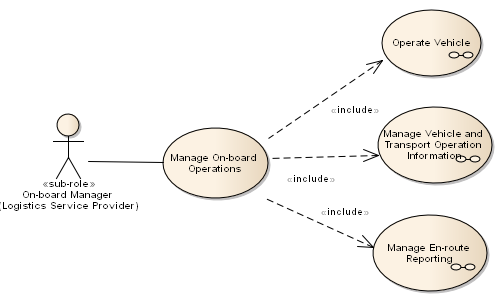 Operate Vehicle
«include»
Manage Vehicle and
Transport Operation
Information
Manage On-board
Operations
«include»
«sub-role»
On-board Manager
(Logistics Service Provider)
«include»
Manage En-route
Reporting